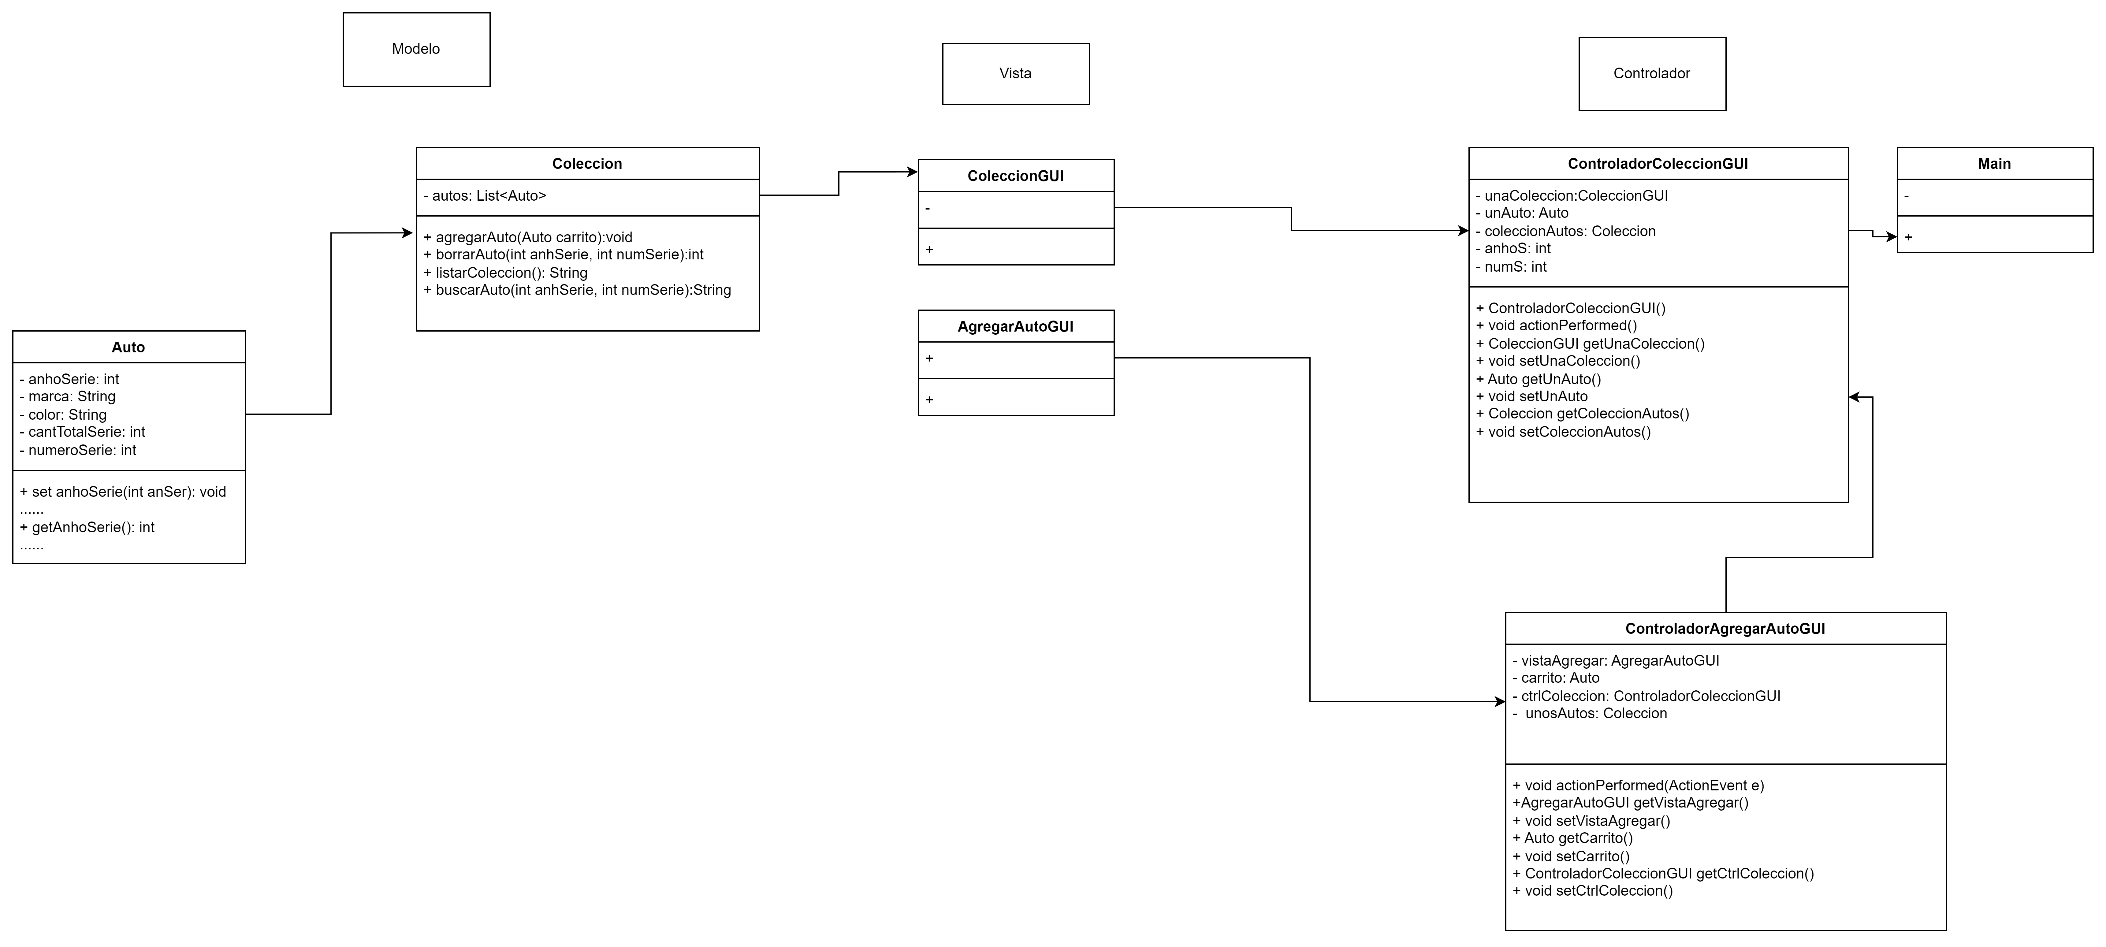 Modelo
Vista
Controlador
Coleccion
- autos: List<Auto>
+ agregarAuto(Auto carrito):void
+ borrarAuto(int anhSerie, int numSerie):int
+ listarColeccion(): String
+ buscarAuto(int anhSerie, int numSerie):String
Auto
- anhoSerie: int
- marca: String
- color: String
- cantTotalSerie: int
- numeroSerie: int
+ set anhoSerie(int anSer): void
......
+ getAnhoSerie(): int
......
ColeccionGUI
-
+
AgregarAutoGUI
+
+
ControladorColeccionGUI
- unaColeccion:ColeccionGUI
- unAuto: Auto
- coleccionAutos: Coleccion
- anhoS: int
- numS: int
+ ControladorColeccionGUI()
+ void actionPerformed()
+ ColeccionGUI getUnaColeccion()
+ void setUnaColeccion()
+ Auto getUnAuto()
+ void setUnAuto
+ Coleccion getColeccionAutos()
+ void setColeccionAutos()
Main
-
+
ControladorAgregarAutoGUI
- vistaAgregar: AgregarAutoGUI
- carrito: Auto
- ctrlColeccion: ControladorColeccionGUI
- unosAutos: Coleccion
+ void actionPerformed(ActionEvent e)
+AgregarAutoGUI getVistaAgregar()
+ void setVistaAgregar()
+ Auto getCarrito()
+ void setCarrito()
+ ControladorColeccionGUI getCtrlColeccion()
+ void setCtrlColeccion()